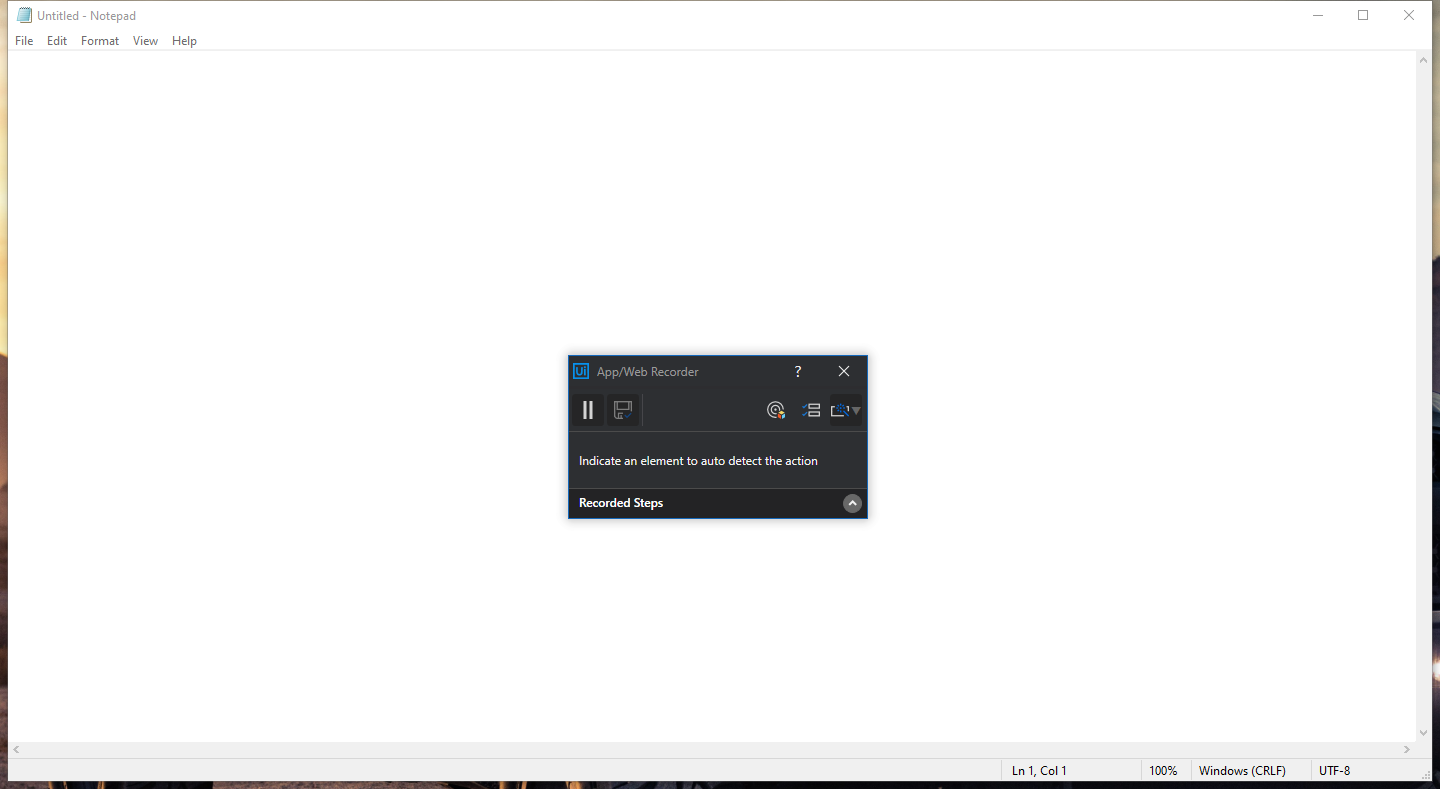 Untitled - Notepad
File Edit Format View Help
Ui App/Web Recorder ?
Indicate an element to auto detect the action
Recorded Steps
Ln 1, Col 1 100% Windows (CRLF) UTF-8